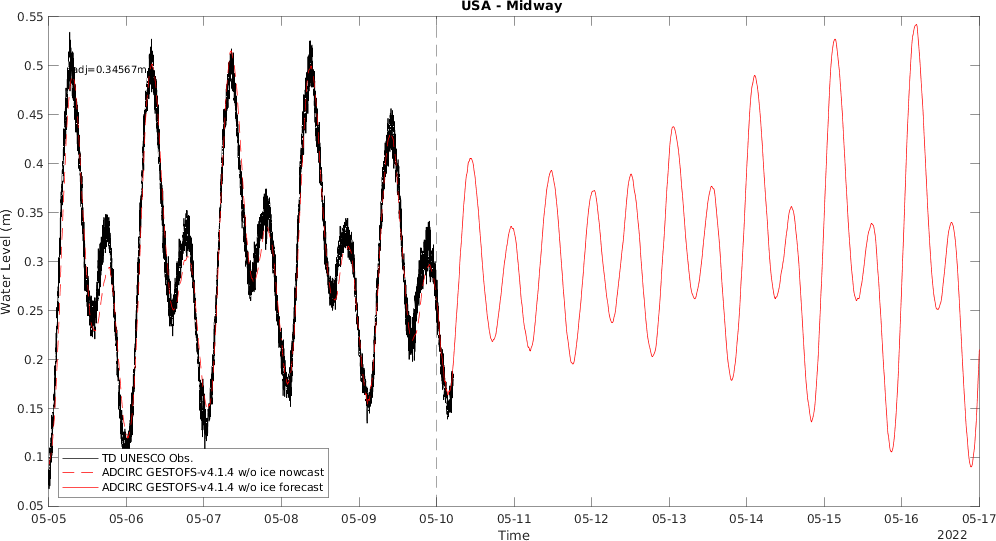 USA - Midway
adj=0.34567m
Water Level (m)
0.55
0.5
0.45
0.4
0.35
0.3
0.25
0.2
0.15
0.1
0.05
TD UNESCO Obs.
ADCIRC GESTOFS-v4.1.4 w/o ice nowcast
ADCIRC GESTOFS-v4.1.4 w/o ice forecast
05-05 05-06 05-07 05-08 05-09 05-10 05-11 05-12 05-13 05-14 05-15 05-16 05-17
Time
2022